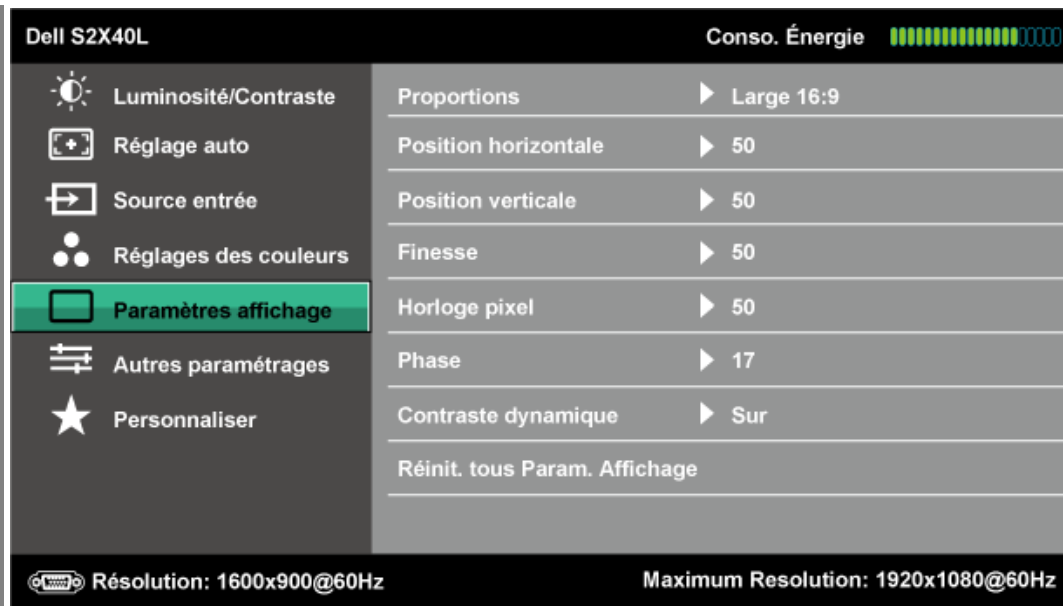 Dell S2X40L Conso. Énergie
Luminosité/Contraste Proportions Large 16:9
Réglage auto Position horizontale 50
Source entrée Position verticale 50
Réglages des couleurs Finesse 50
Paramètres affichage Horloge pixel 50
Autres paramétrages Phase 17
Personnaliser Contraste dynamique Sur
Réinit. tous Param. Affichage
Résolution: 1600x900@60Hz Maximum Resolution: 1920x1080@60Hz